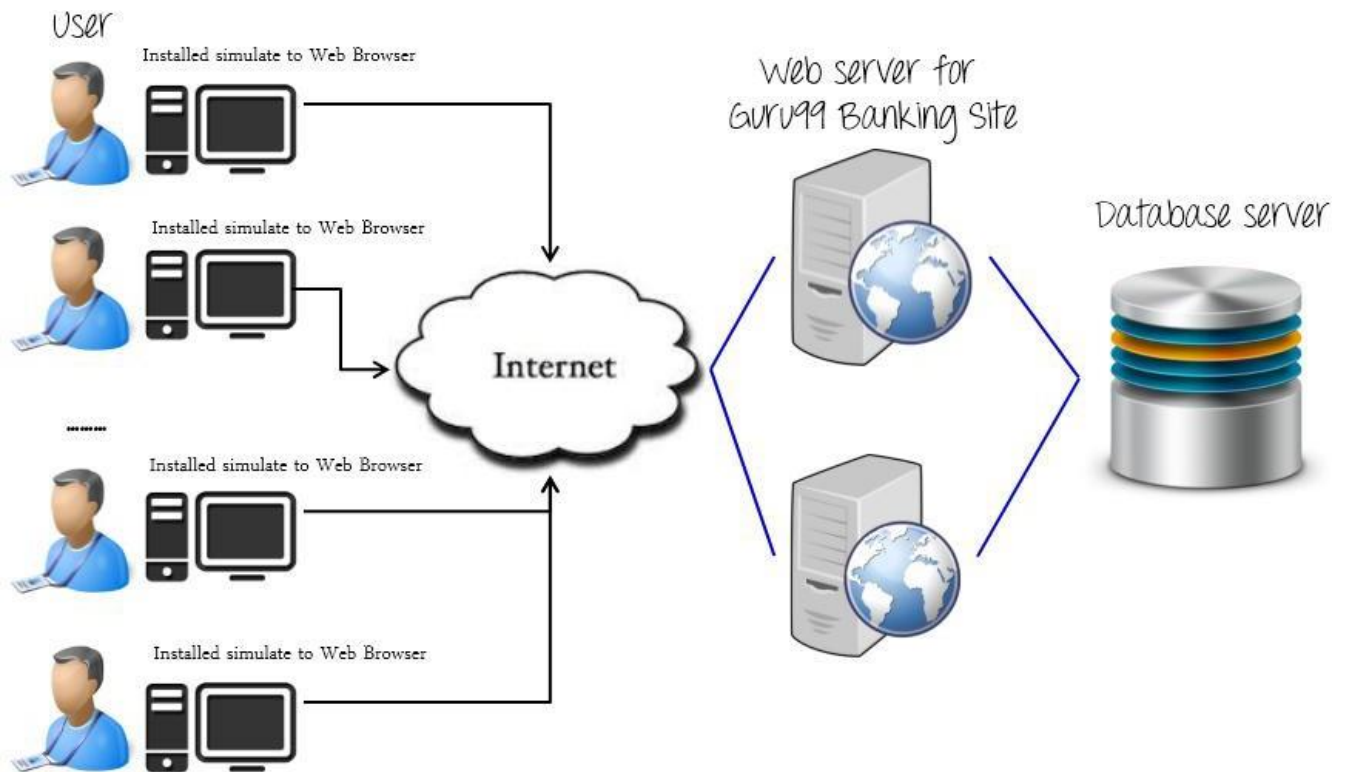 User
Installed simulate to Web Browser
Installed simulate to Web Browser
………
Installed simulate to Web Browser
Installed simulate to Web Browser
Internet
Web server for
Guru99 Banking Site
Database server